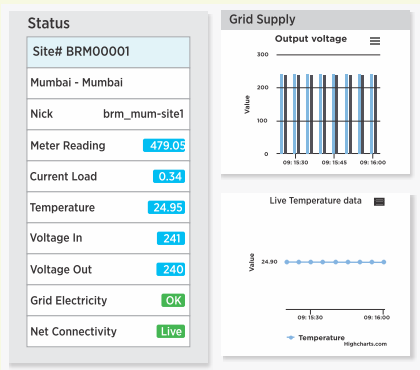 Status
Site# BRM00001
Mumbai - Mumbai
Nick brm_mum-site1
Meter Reading 479.05
Current Load 0.34
Temperature 24.95
Voltage In 241
Voltage Out 240
Grid Electricity OK
Net Connectivity Live
Grid Supply
Output voltage
300
200
100
0
Value
09:15:30 09:15:45 09:16:00
Live Temperature data
Value
24.90
09:15:30 09:16:00
Temperature
Highcharts.com